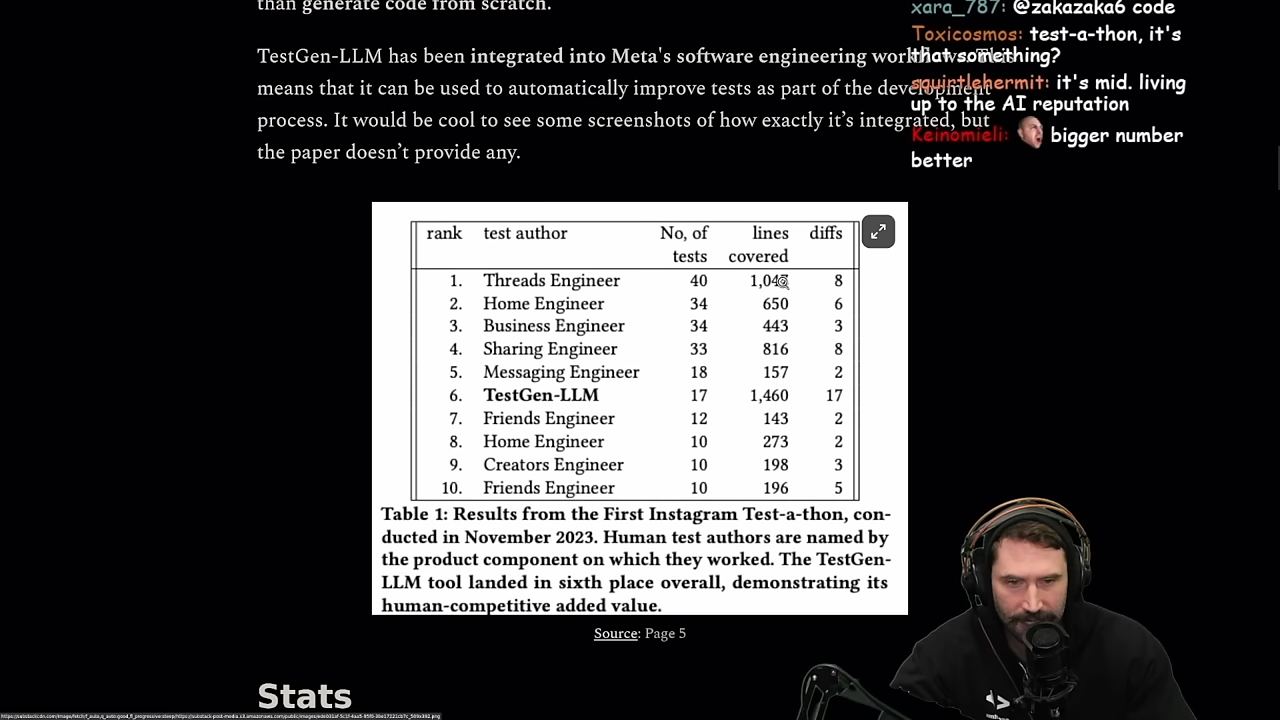 than generate code from scratch.
TestGen-LLM has been integrated into Meta's software engineering
means that it can be used to automatically improve tests as part of the development
process. It would be cool to see some screenshots of how exactly it’s integrated, but
the paper doesn’t provide any.
xara_787: @zakazaka6 code
Toxicosmos: test-a-thon, it's
that something?
squirtlehermit: it's mid. living
up to the AI reputation
Keinomieli: bigger number
better
rank test author No, of lines diffs
tests covered
1. Threads Engineer 40 8
2. Home Engineer 34 650 6
3. Business Engineer 34 443 3
4. Sharing Engineer 33 816 8
5. Messaging Engineer 18 157 2
6. TestGen-LLM 17 1,460 17
7. Friends Engineer 12 143 2
8. Home Engineer 10 273 2
9. Creators Engineer 10 198 3
10. Friends Engineer 10 196 5
Table 1: Results from the First Instagram Test-a-thon, con-
ducted in November 2023. Human test authors are named by
the product component on which they worked. The TestGen-
LLM tool landed in sixth place overall, demonstrating its
human-competitive added value.
Source: Page 5
Stats